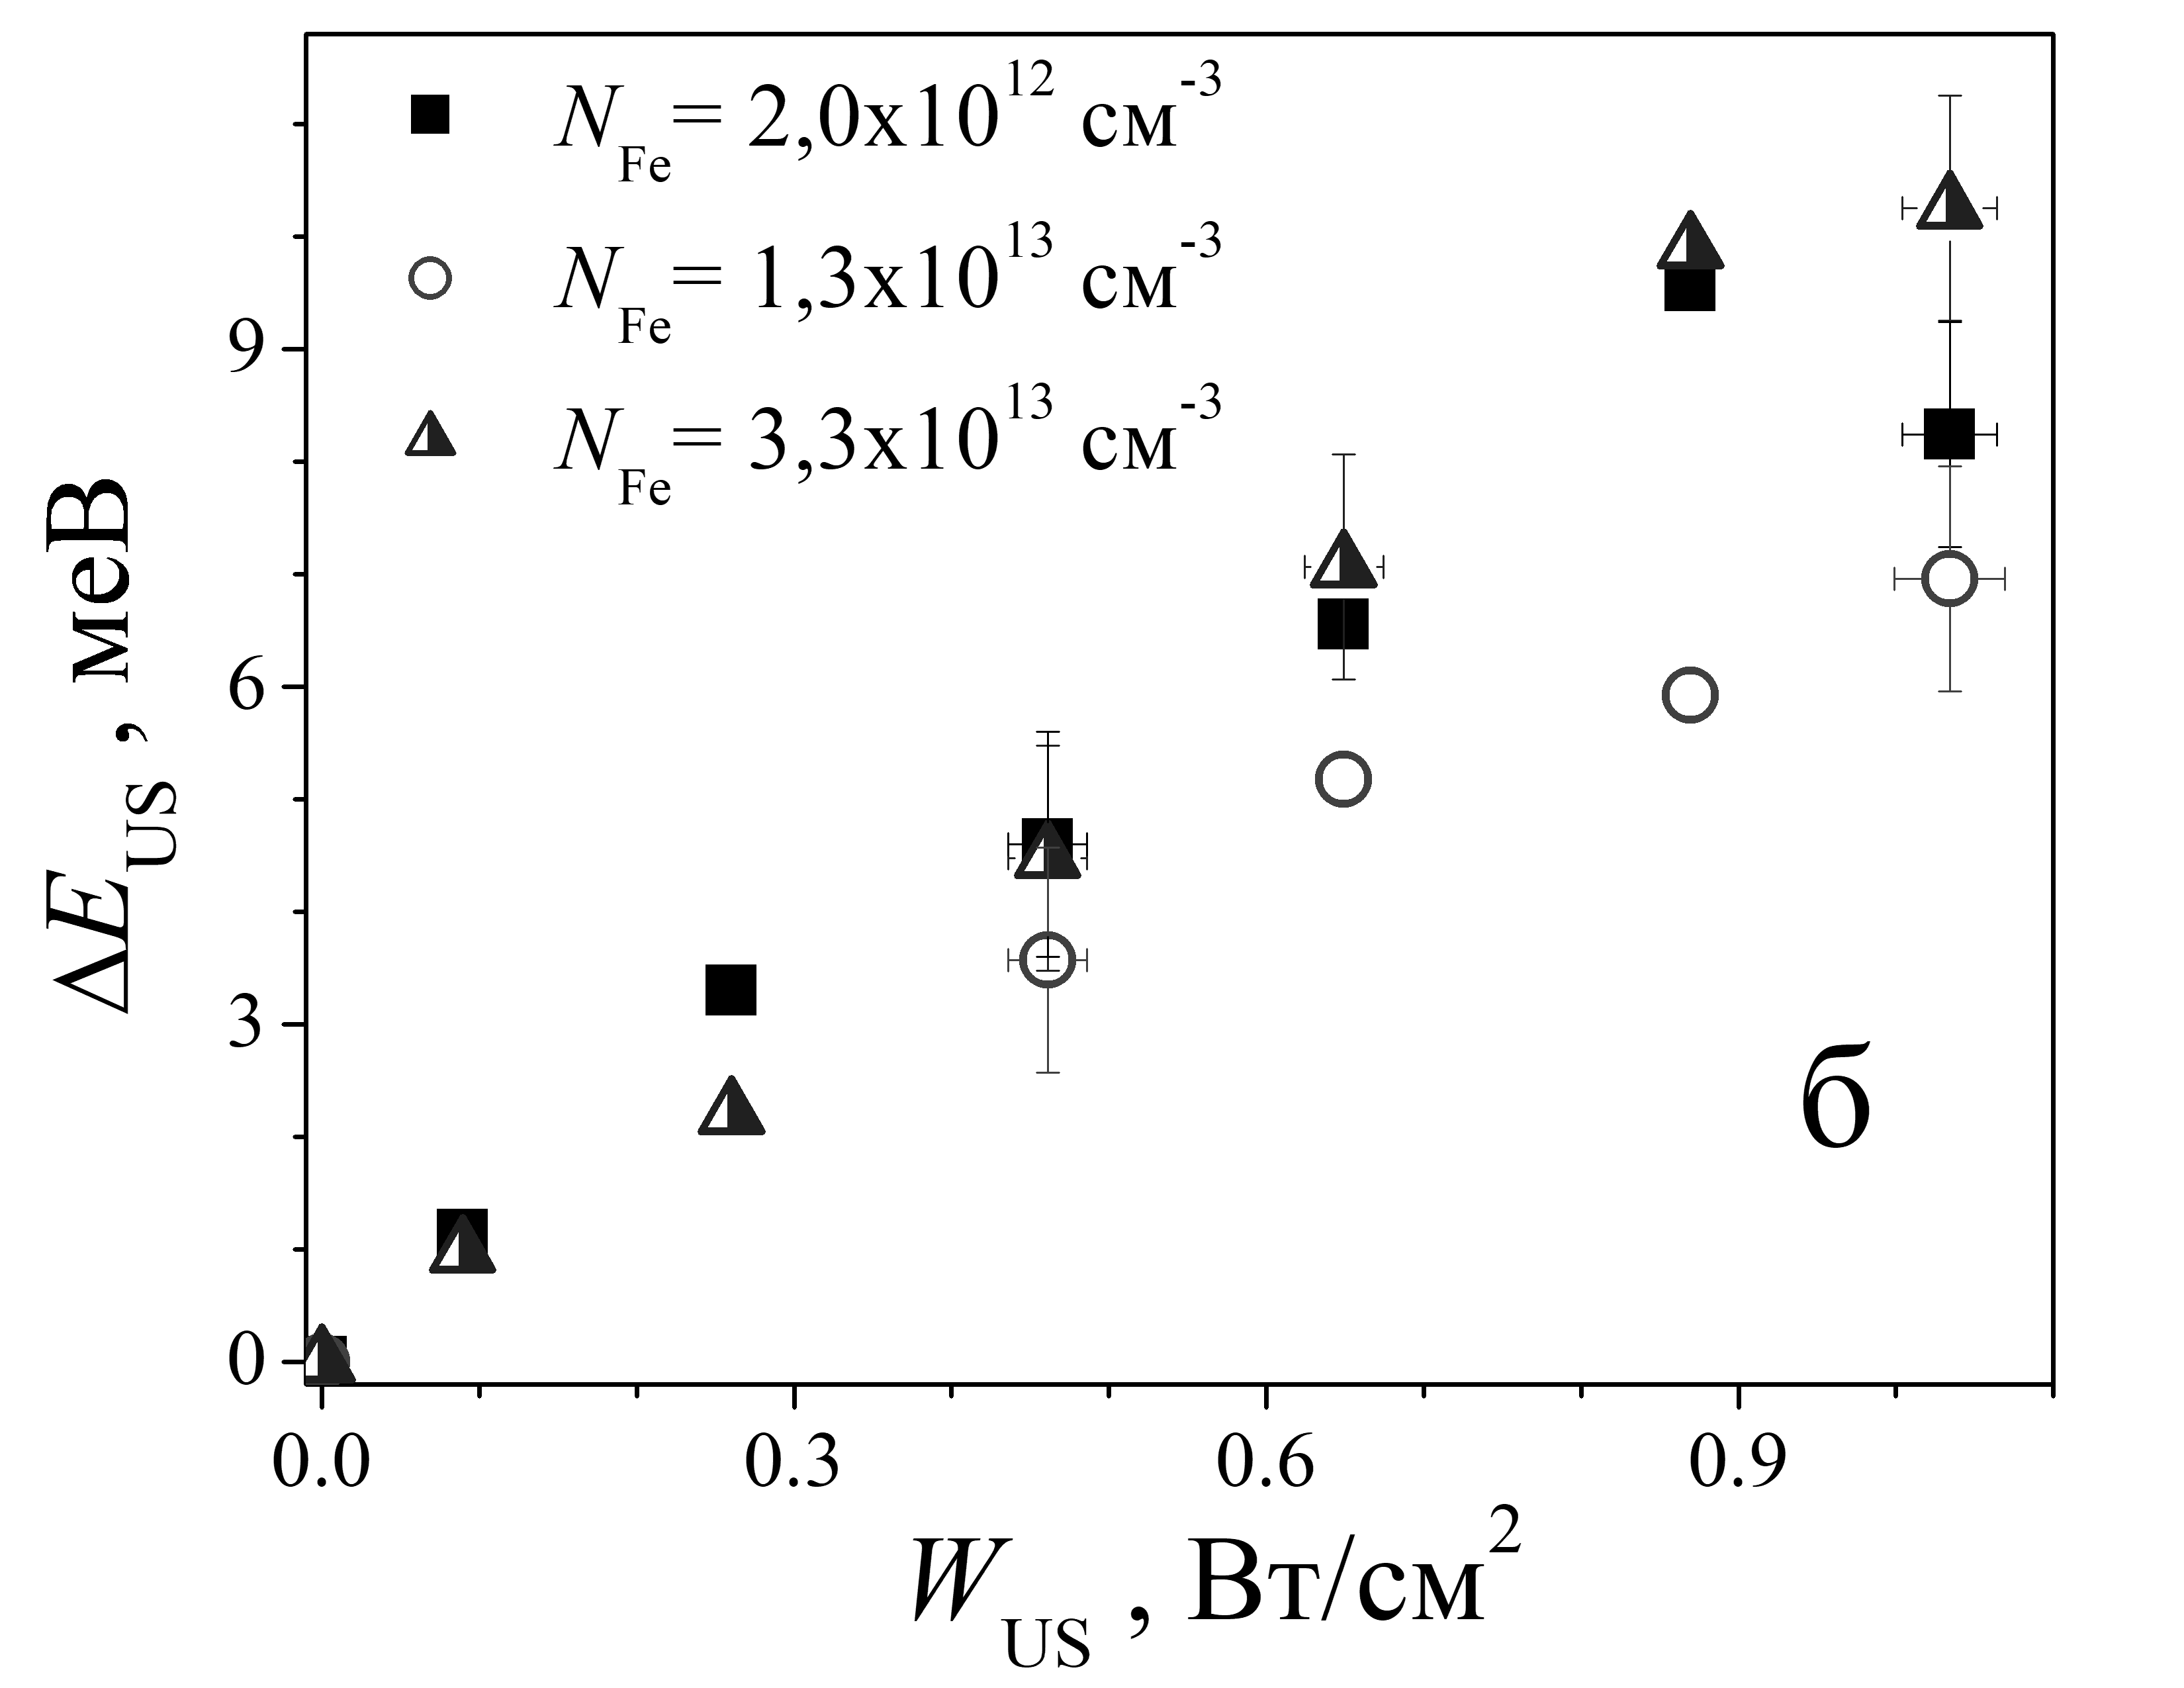 N_Fe = 2,0x10^12 см^-3
N_Fe = 1,3x10^13 см^-3
N_Fe = 3,3x10^13 см^-3
ΔE_US , меВ
9
6
3
0
б
0.0 0.3 0.6 0.9
W_US , Вт/см^2